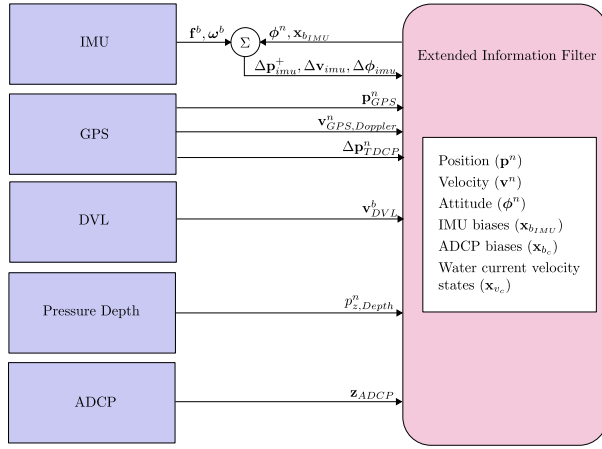 IMU
f^b, ω^b
Σ
ϕ^n, x_{b_{IMU}}
Δp^+_{imu}, Δv_{imu}, Δϕ_{imu}
Extended Information Filter
GPS
p^n_{GPS}
v^n_{GPS,Doppler}
Δp^n_{TDCP}
DVL
v^b_{DVL}
Pressure Depth
p^n_{z,Depth}
ADCP
z_{ADCP}
Position (p^n)
Velocity (v^n)
Attitude (ϕ^n)
IMU biases (x_{b_{IMU}})
ADCP biases (x_{b_c})
Water current velocity
states (x_{v_c})